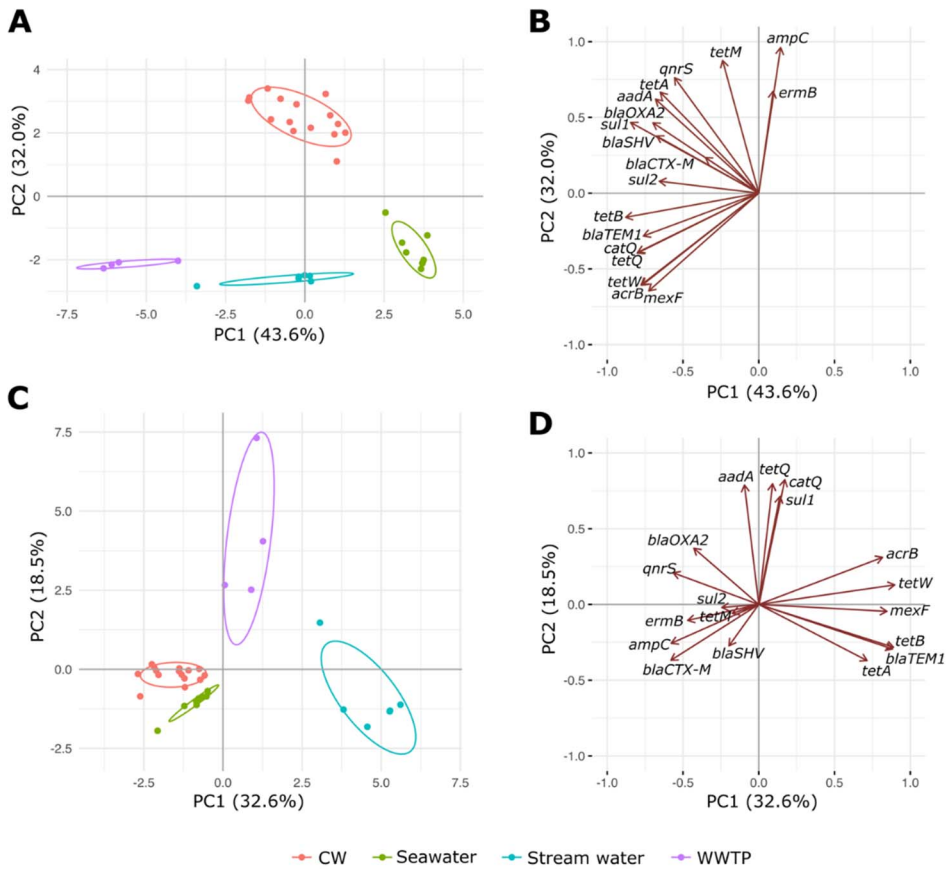 A
PC2 (32.0%)
4
2
0
-2
-7.5 -5.0 -2.5 0.0 2.5 5.0
PC1 (43.6%)
B
PC2 (32.0%)
1.0
0.5
0.0
-0.5
-1.0
ampC
tetM
qnrS
tetA
ermB
aadA
blaOXA2
sul1
blaSHV
blaCTX-M
sul2
tetB
blaTEM1
catQ
tetQ
tetW
acrB mexF
-1.0 -0.5 0.0 0.5 1.0
PC1 (43.6%)
C
PC2 (18.5%)
7.5
5.0
2.5
0.0
-2.5
-2.5 0.0 2.5 5.0 7.5
PC1 (32.6%)
D
PC2 (18.5%)
1.0
0.5
0.0
-0.5
-1.0
tetQ
aadA catQ
sul1
blaOXA2
acrB
qnrS
tetW
sul2
mexF
tetM
ermB
tetB
ampC
blaSHV
blaTEM1
blaCTX-M
tetA
-1.0 -0.5 0.0 0.5 1.0
PC1 (32.6%)
CW Seawater Stream water WWTP